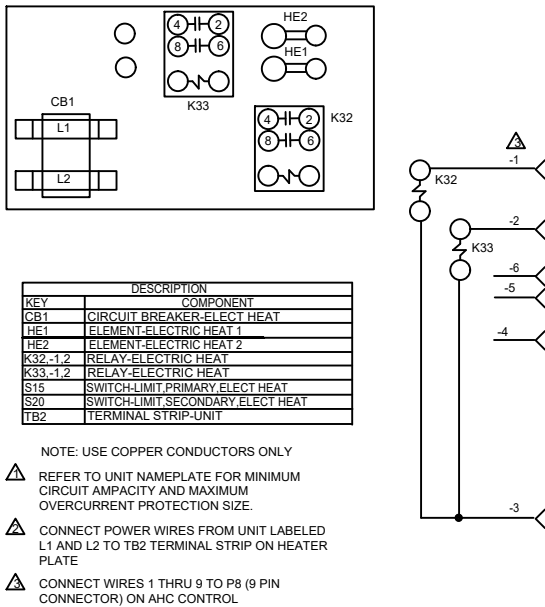 HE2
4 2
8 6
HE1
K33
CB1
L1
L2
K32
4 2
8 6
3
-1
K32
-2
K33
-6
-5
-4
-3
DESCRIPTION
KEY COMPONENT
CB1 CIRCUIT BREAKER-ELECT HEAT
HE1 ELEMENT-ELECTRIC HEAT 1
HE2 ELEMENT-ELECTRIC HEAT 2
K32,-1,2 RELAY-ELECTRIC HEAT
K33,-1,2 RELAY-ELECTRIC HEAT
S15 SWITCH-LIMIT,PRIMARY,ELECT HEAT
S20 SWITCH-LIMIT,SECONDARY,ELECT HEAT
TB2 TERMINAL STRIP-UNIT
NOTE: USE COPPER CONDUCTORS ONLY
1 REFER TO UNIT NAMEPLATE FOR MINIMUM
CIRCUIT AMPACITY AND MAXIMUM
OVERCURRENT PROTECTION SIZE.
2 CONNECT POWER WIRES FROM UNIT LABELED
L1 AND L2 TO TB2 TERMINAL STRIP ON HEATER
PLATE
3 CONNECT WIRES 1 THRU 9 TO P8 (9 PIN
CONNECTOR) ON AHC CONTROL